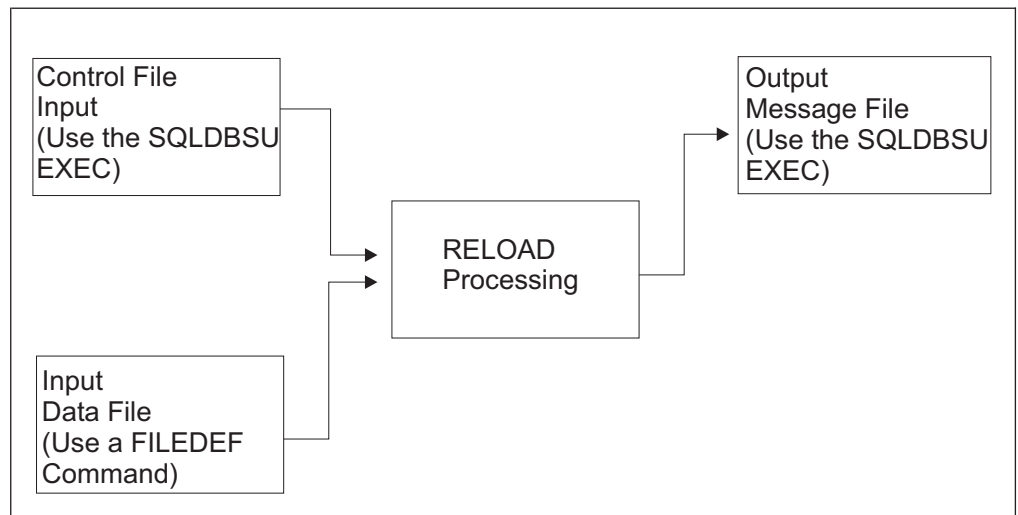 Control File
Input
(Use the SQLDBSU
EXEC)
Output
Message File
(Use the SQLDBSU
EXEC)
RELOAD
Processing
Input
Data File
(Use a FILEDEF
Command)